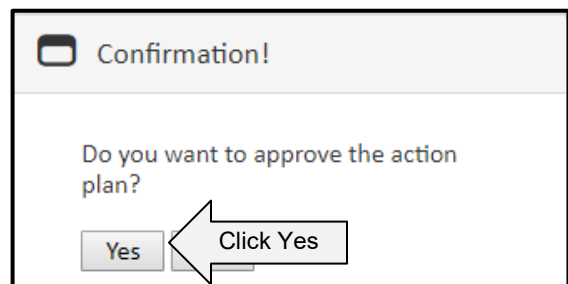 Confirmation!
Do you want to approve the action
plan?
Yes
Click Yes